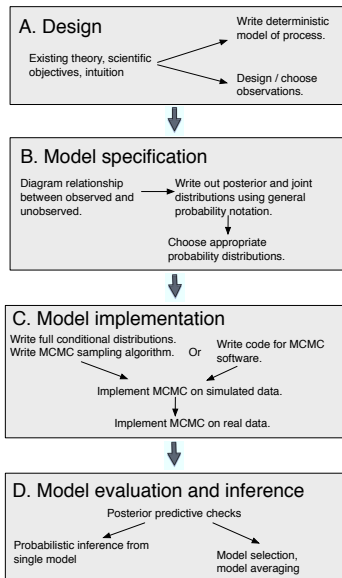 A. Design
Write deterministic
model of process.
Existing theory, scientific
objectives, intuition
Design / choose
observations.
B. Model specification
Diagram relationship
between observed and
unobserved.
Write out posterior and joint
distributions using general
probability notation.
Choose appropriate
probability distributions.
C. Model implementation
Write full conditional distributions.
Write MCMC sampling algorithm.
Or
Write code for MCMC
software.
Implement MCMC on simulated data.
Implement MCMC on real data.
D. Model evaluation and inference
Posterior predictive checks
Probabilistic inference from
single model
Model selection,
model averaging